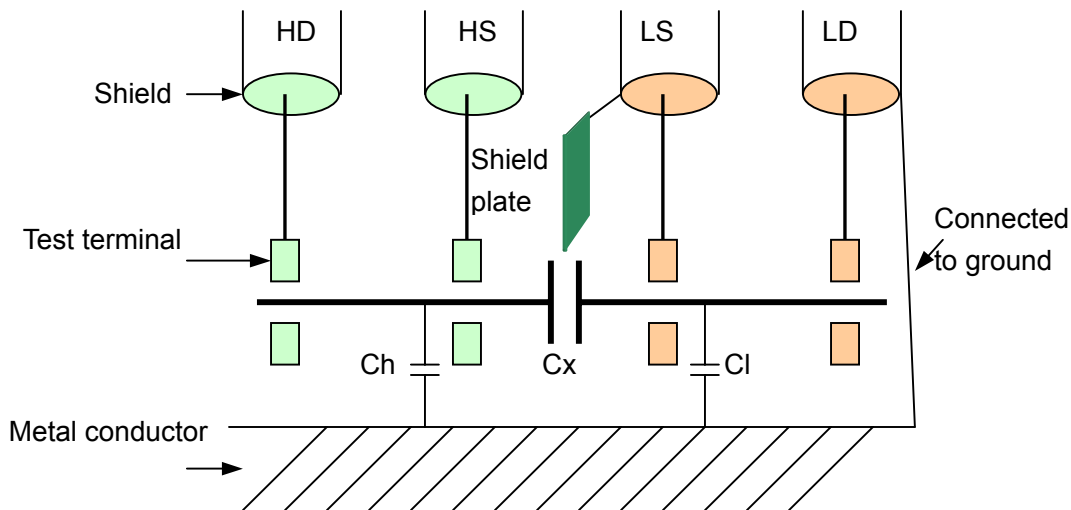 HD
HS
LS
LD
Shield
Shield
plate
Test terminal
Connected
to ground
Ch
Cx
Cl
Metal conductor